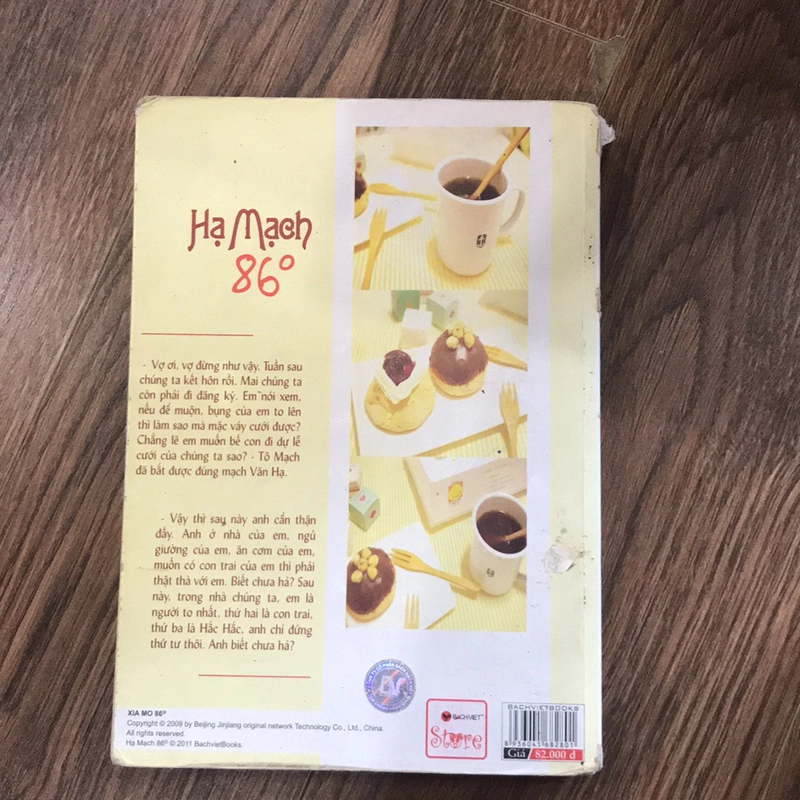 Hạ Mạch
86°
- Vợ ơi, vợ đừng như vậy. Tuần sau
chúng ta kết hôn rồi. Mai chúng ta
còn phải đi đăng ký. Em nói xem,
nếu để muộn, bụng của em to lên
thì làm sao mà mặc váy cưới được?
Chẳng lẽ em muốn bế con đi dự lễ
cưới của chúng ta sao? - Tô Mạch
đã bắt được đúng mạch Văn Hạ.
- Vậy thì sau này anh cẩn thận
đấy. Anh ở nhà của em, ngủ
giường của em, ăn cơm của em,
muốn có con trai của em thì phải
thật thà với em. Biết chưa hả? Sau
này, trong nhà chúng ta, em là
người to nhất, thứ hai là con trai,
thứ ba là Hắc Hắc, anh chỉ đứng
thứ tư thôi. Anh biết chưa hả?
XIA MO 86°
Copyright © 2009 by Beijing Jinjiang original network Technology Co., Ltd., China.
All rights reserved.
Hạ Mạch 86° © 2011 BachvietBooks.
BACHVIET
Store
BACHVIETBOOKS
8 936041 682801
Giá 82.000 đ